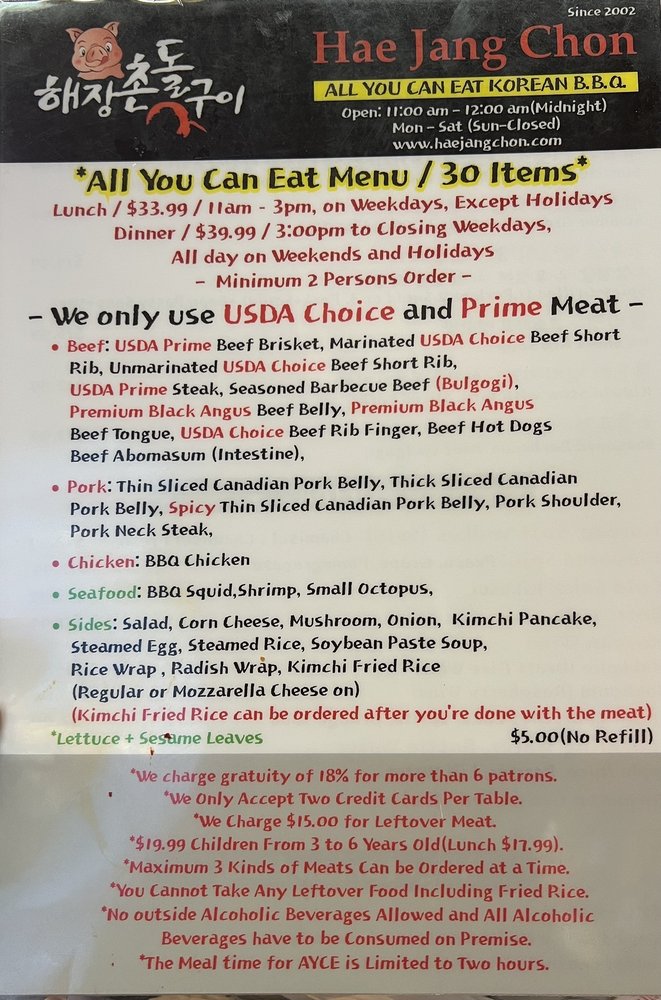 Since 2002
해장촌돌구이
Hae Jang Chon
ALL YOU CAN EAT KOREAN B.B.Q.
Open: 11:00 am - 12:00 am(Midnight)
Mon - Sat (Sun-Closed)
www.haejangchon.com
*All You Can Eat Menu / 30 Items*
Lunch / $33.99 / 11am - 3pm, on Weekdays, Except Holidays
Dinner / $39.99 / 3:00pm to Closing Weekdays,
All day on Weekends and Holidays
- Minimum 2 Persons Order -
- We only use USDA Choice and Prime Meat -
• Beef: USDA Prime Beef Brisket, Marinated USDA Choice Beef Short
Rib, Unmarinated USDA Choice Beef Short Rib,
USDA Prime Steak, Seasoned Barbecue Beef (Bulgogi),
Premium Black Angus Beef Belly, Premium Black Angus
Beef Tongue, USDA Choice Beef Rib Finger, Beef Hot Dogs
Beef Abomasum (Intestine),
• Pork: Thin Sliced Canadian Pork Belly, Thick Sliced Canadian
Pork Belly, Spicy Thin Sliced Canadian Pork Belly, Pork Shoulder,
Pork Neck Steak,
• Chicken: BBQ Chicken
• Seafood: BBQ Squid,Shrimp, Small Octopus,
• Sides: Salad, Corn Cheese, Mushroom, Onion, Kimchi Pancake,
Steamed Egg, Steamed Rice, Soybean Paste Soup,
Rice Wrap , Radish Wrap, Kimchi Fried Rice
(Regular or Mozzarella Cheese on)
(Kimchi Fried Rice can be ordered after you're done with the meat)
*Lettuce + Sesame Leaves $5.00(No Refill)
*We charge gratuity of 18% for more than 6 patrons.
*We Only Accept Two Credit Cards Per Table.
*We Charge $15.00 for Leftover Meat.
*$19.99 Children From 3 to 6 Years Old(Lunch $17.99).
*Maximum 3 Kinds of Meats Can be Ordered at a Time.
*You Cannot Take Any Leftover Food Including Fried Rice.
*No outside Alcoholic Beverages Allowed and All Alcoholic
Beverages have to be Consumed on Premise.
*The Meal time for AYCE is Limited to Two hours.